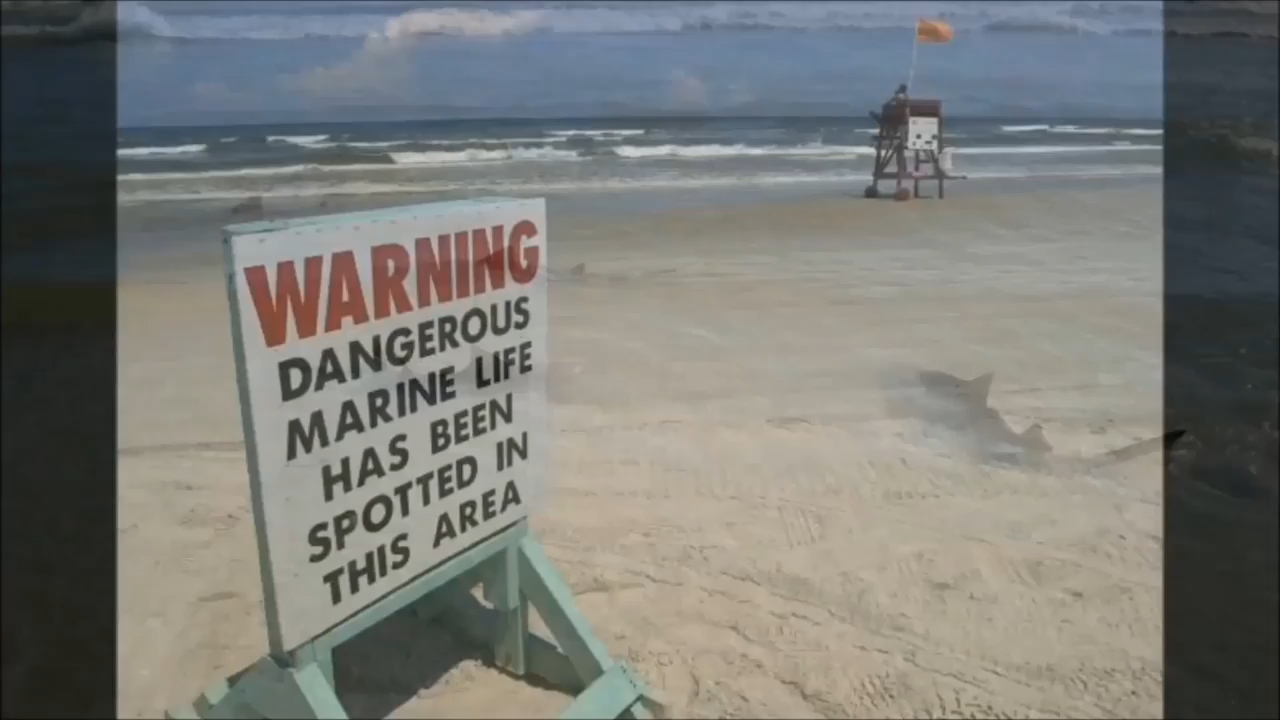 WARNING
DANGEROUS
MARINE LIFE
HAS BEEN
SPOTTED IN
THIS AREA